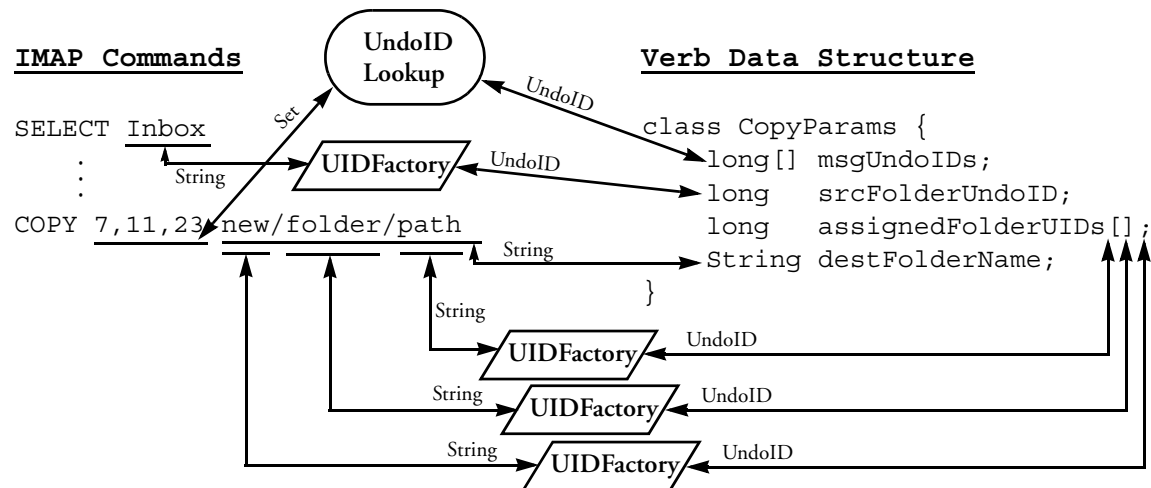 UndoID
Lookup
IMAP Commands
Verb Data Structure
Set
UndoID
SELECT Inbox
class CopyParams {
String
UIDFactory
UndoID
long[] msgUndoIDs;
.
.
.
long srcFolderUndoID;
COPY 7,11,23 new/folder/path
long assignedFolderUIDs[];
String
String destFolderName;
}
String
UIDFactory
UndoID
String
UIDFactory
UndoID
String
UIDFactory
UndoID